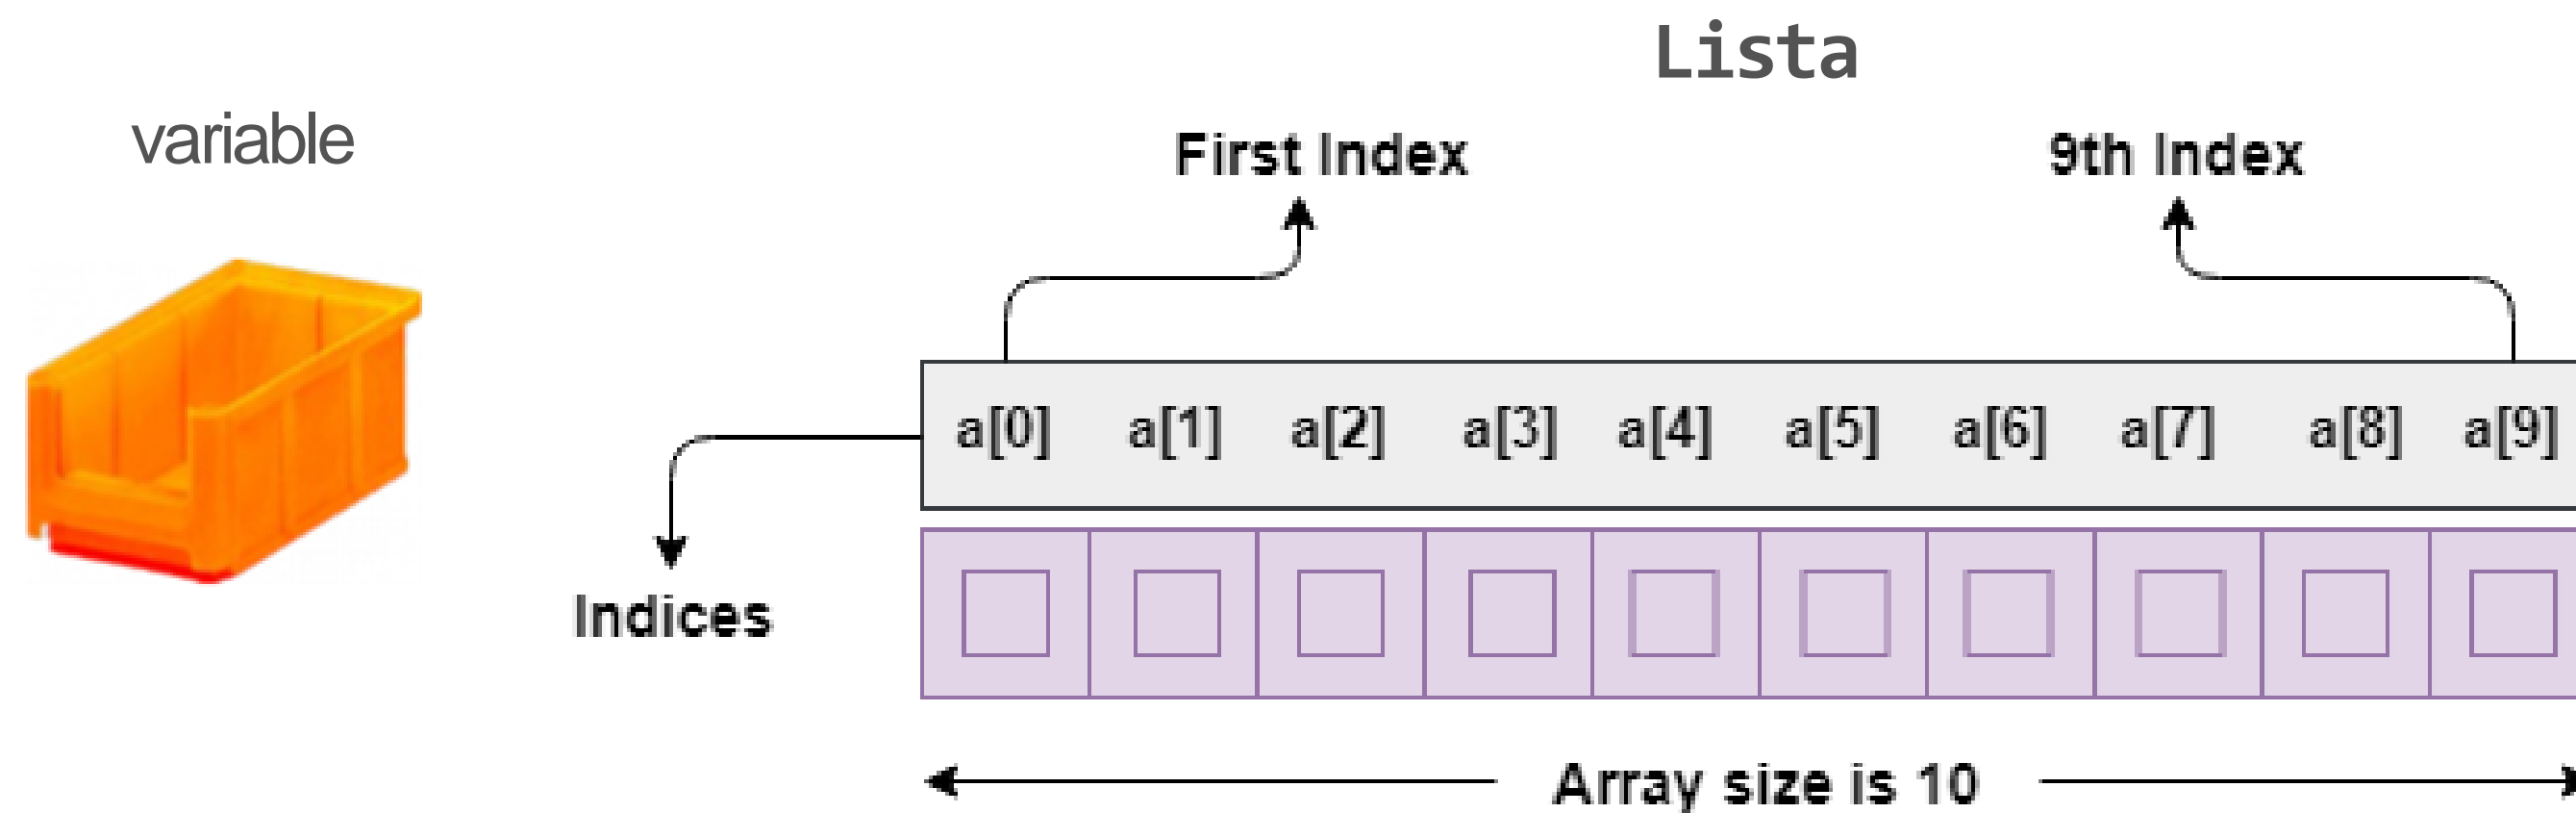 Lista
variable
First Index
9th Index
a[0] a[1] a[2] a[3] a[4] a[5] a[6] a[7] a[8] a[9]
Indices
Array size is 10